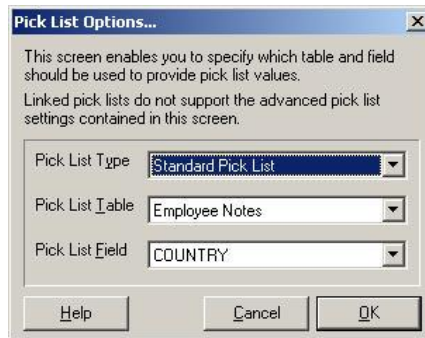 Pick List Options...
This screen enables you to specify which table and field
should be used to provide pick list values.
Linked pick lists do not support the advanced pick list
settings contained in this screen.
Pick List Type Standard Pick List
Pick List Table Employee Notes
Pick List Field COUNTRY
Help Cancel OK